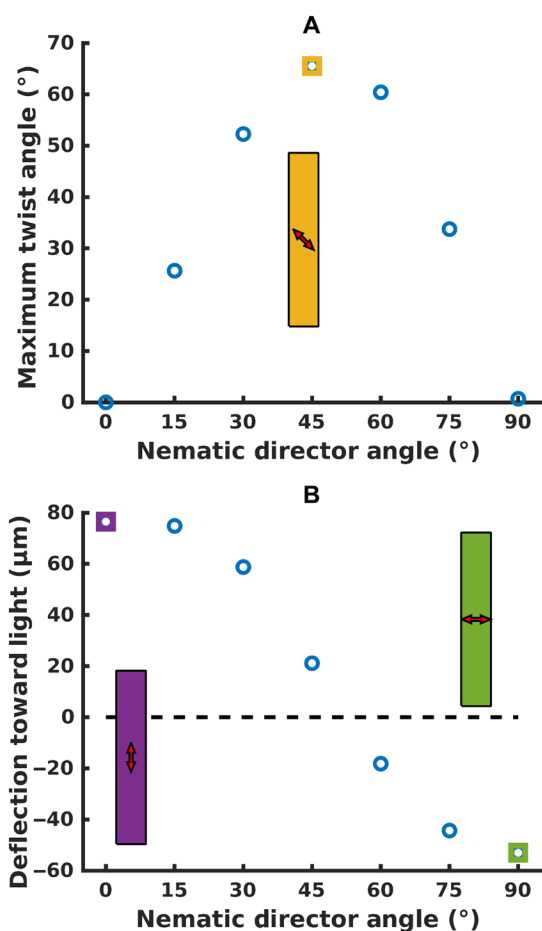 A
Maximum twist angle (°)
70
60
50
40
30
20
10
0
0 15 30 45 60 75 90
Nematic director angle (°)
B
Deflection toward light (μm)
80
60
40
20
0
−20
−40
−60
0 15 30 45 60 75 90
Nematic director angle (°)